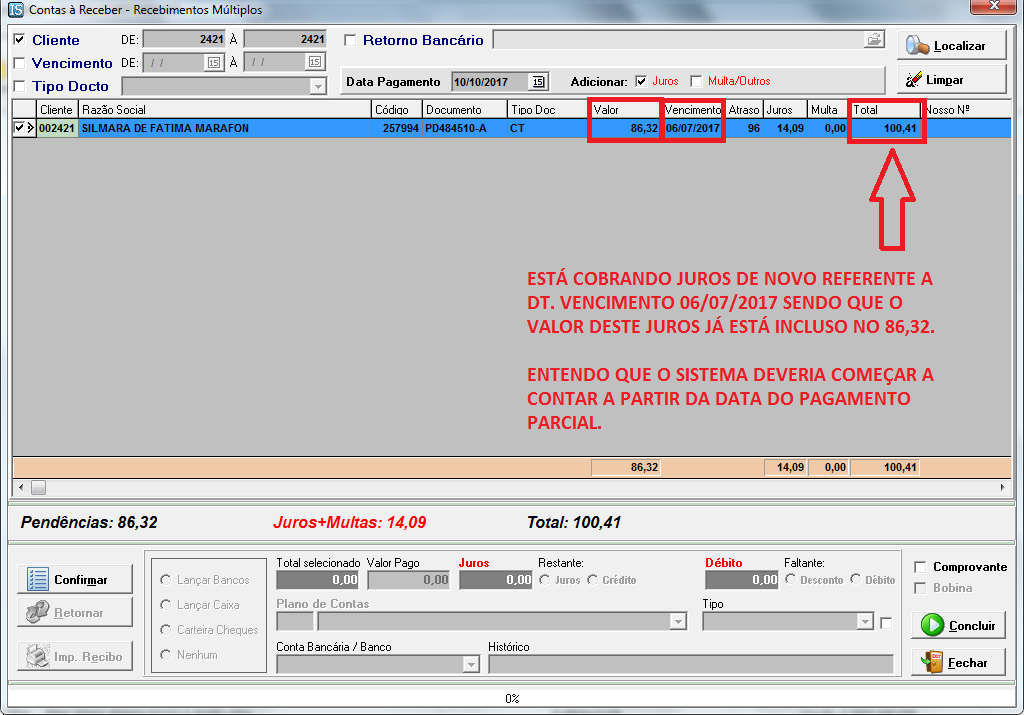 Contas à Receber - Recebimentos Múltiplos
Cliente DE: 2421 À 2421 Retorno Bancário Localizar
Vencimento DE: / / 15 À / / 15
Tipo Docto Data Pagamento 10/10/2017 15 Adicionar: Juros Multa/Outros Limpar
Cliente Razão Social Código Documento Tipo Doc Valor Vencimento Atraso Juros Multa Total Nosso Nº
002421 SILMARA DE FATIMA MARAFON 257994 PD484510-A CT 86,32 06/07/2017 96 14,09 0,00 100,41
ESTÁ COBRANDO JUROS DE NOVO REFERENTE A
DT. VENCIMENTO 06/07/2017 SENDO QUE O
VALOR DESTE JUROS JÁ ESTÁ INCLUSO NO 86,32.
ENTENDO QUE O SISTEMA DEVERIA COMEÇAR A
CONTAR A PARTIR DA DATA DO PAGAMENTO
PARCIAL.
86,32 14,09 0,00 100,41
Pendências: 86,32 Juros+Multas: 14,09 Total: 100,41
Confirmar
Retornar
Imp. Recibo
Lançar Bancos
Lançar Caixa
Carteira Cheques
Nenhum
Total selecionado Valor Pago Juros Restante: Débito Faltante:
0,00 0,00 0,00 Juros Crédito 0,00 Desconto Débito
Plano de Contas Tipo
Conta Bancária / Banco Histórico
Comprovante
Bobina
Concluir
Fechar
0%